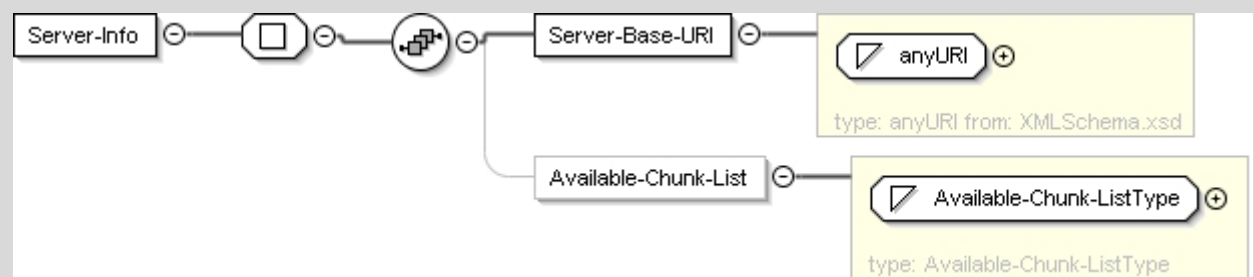 Server-Info
Server-Base-URI
anyURI
type: anyURI from: XMLSchema.xsd
Available-Chunk-List
Available-Chunk-ListType
type: Available-Chunk-ListType